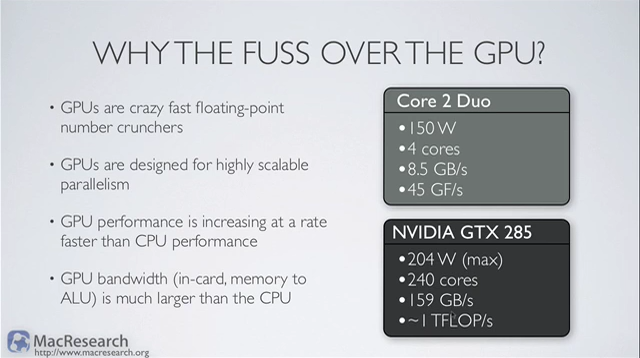 WHY THE FUSS OVER THE GPU?
• GPUs are crazy fast floating-point
number crunchers
• GPUs are designed for highly scalable
parallelism
• GPU performance is increasing at a rate
faster than CPU performance
• GPU bandwidth (in-card, memory to
ALU) is much larger than the CPU
Core 2 Duo
•150 W
•4 cores
•8.5 GB/s
•45 GF/s
NVIDIA GTX 285
•204 W (max)
•240 cores
•159 GB/s
•~1 TFLOP/s
MacResearch
http://www.macresearch.org